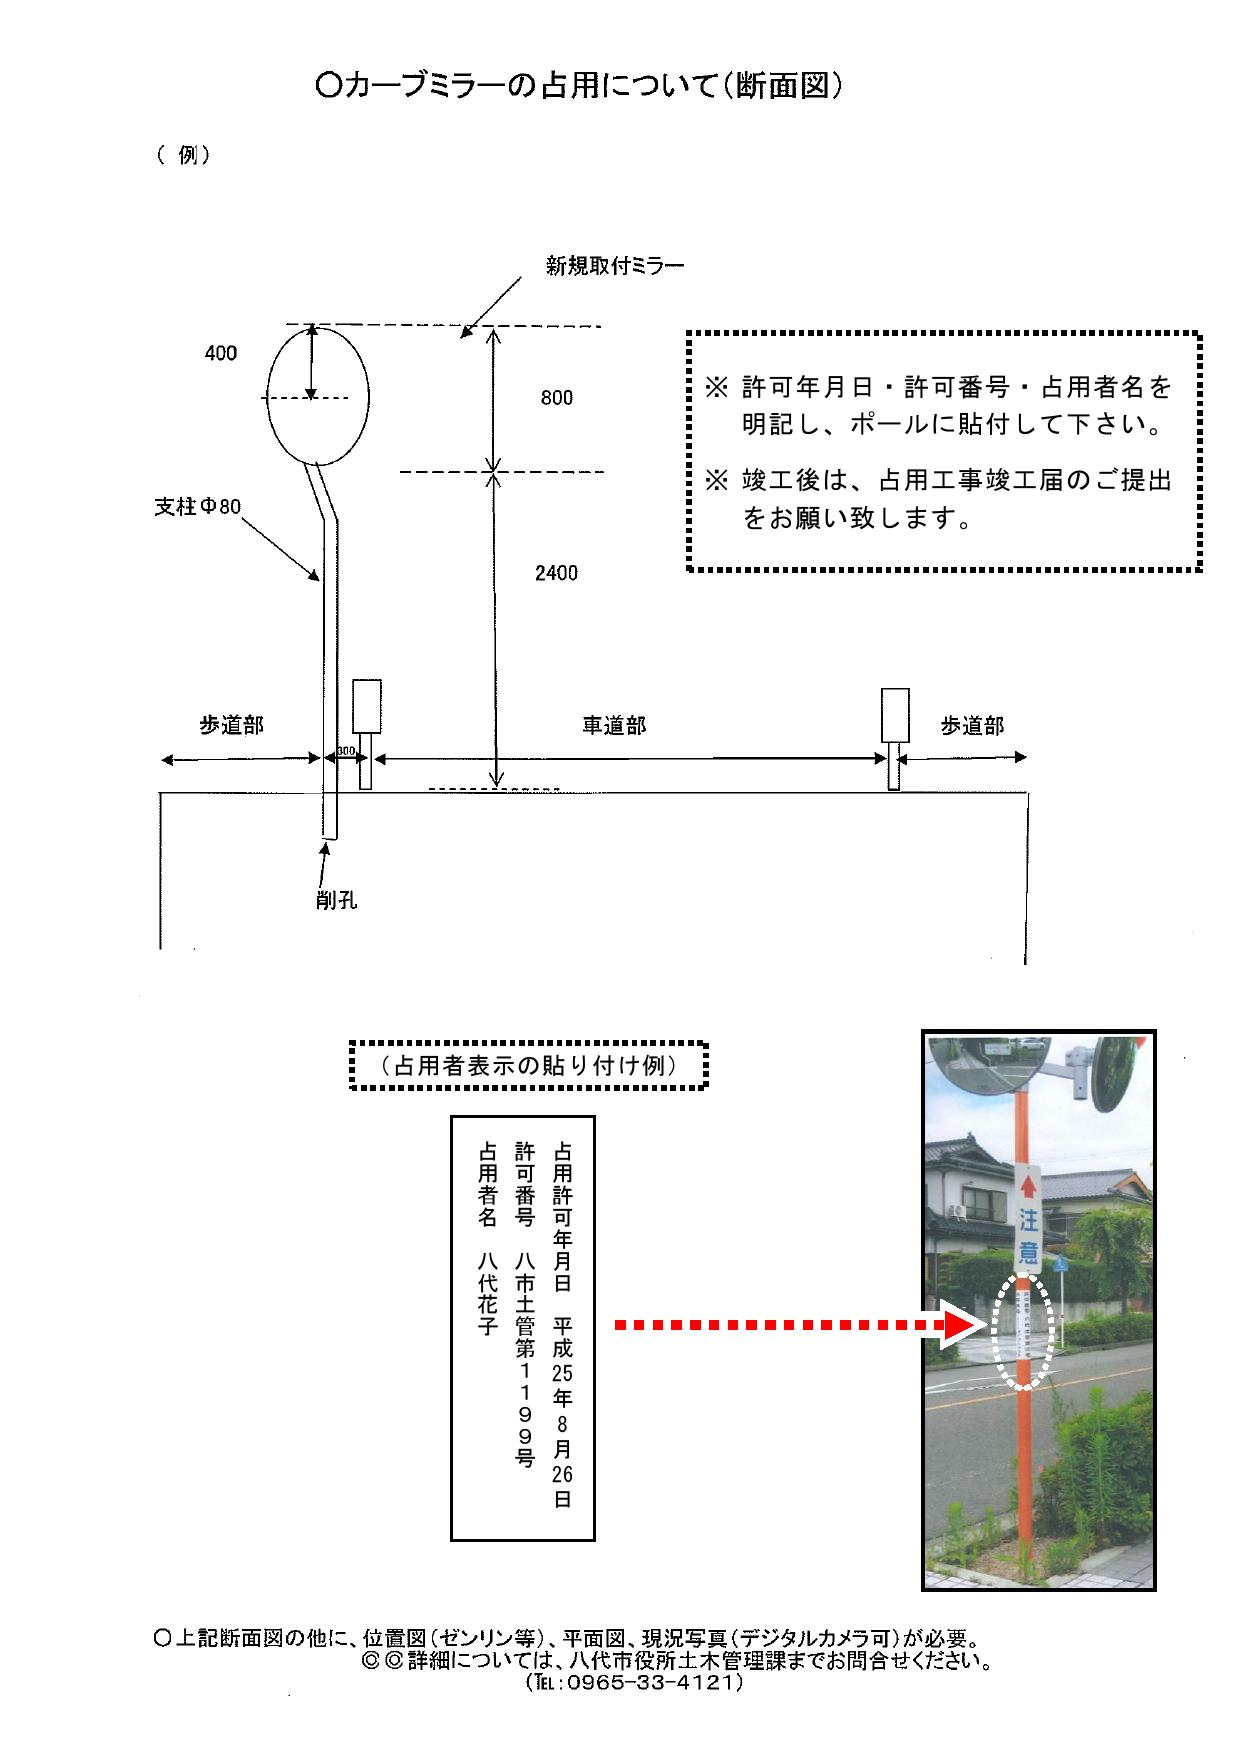 〇カーブミラーの占用について（断面図）
（ 例）
新規取付ミラー
400
800
※ 許可年月日・許可番号・占用者名を
明記し、ポールに貼付して下さい。
※ 竣工後は、占用工事竣工届のご提出
をお願い致します。
支柱Φ80
2400
歩道部
車道部
歩道部
300
削孔
（占用者表示の貼り付け例）
占用許可年月日　平成25年8月26日
許可番号　八市土管第１１９９号
占用者名　八代花子
注意
〇上記断面図の他に、位置図（ゼンリン等）、平面図、現況写真（デジタルカメラ可）が必要。
◎◎詳細については、八代市役所土木管理課までお問合せください。
（℡：0965-33-4121）